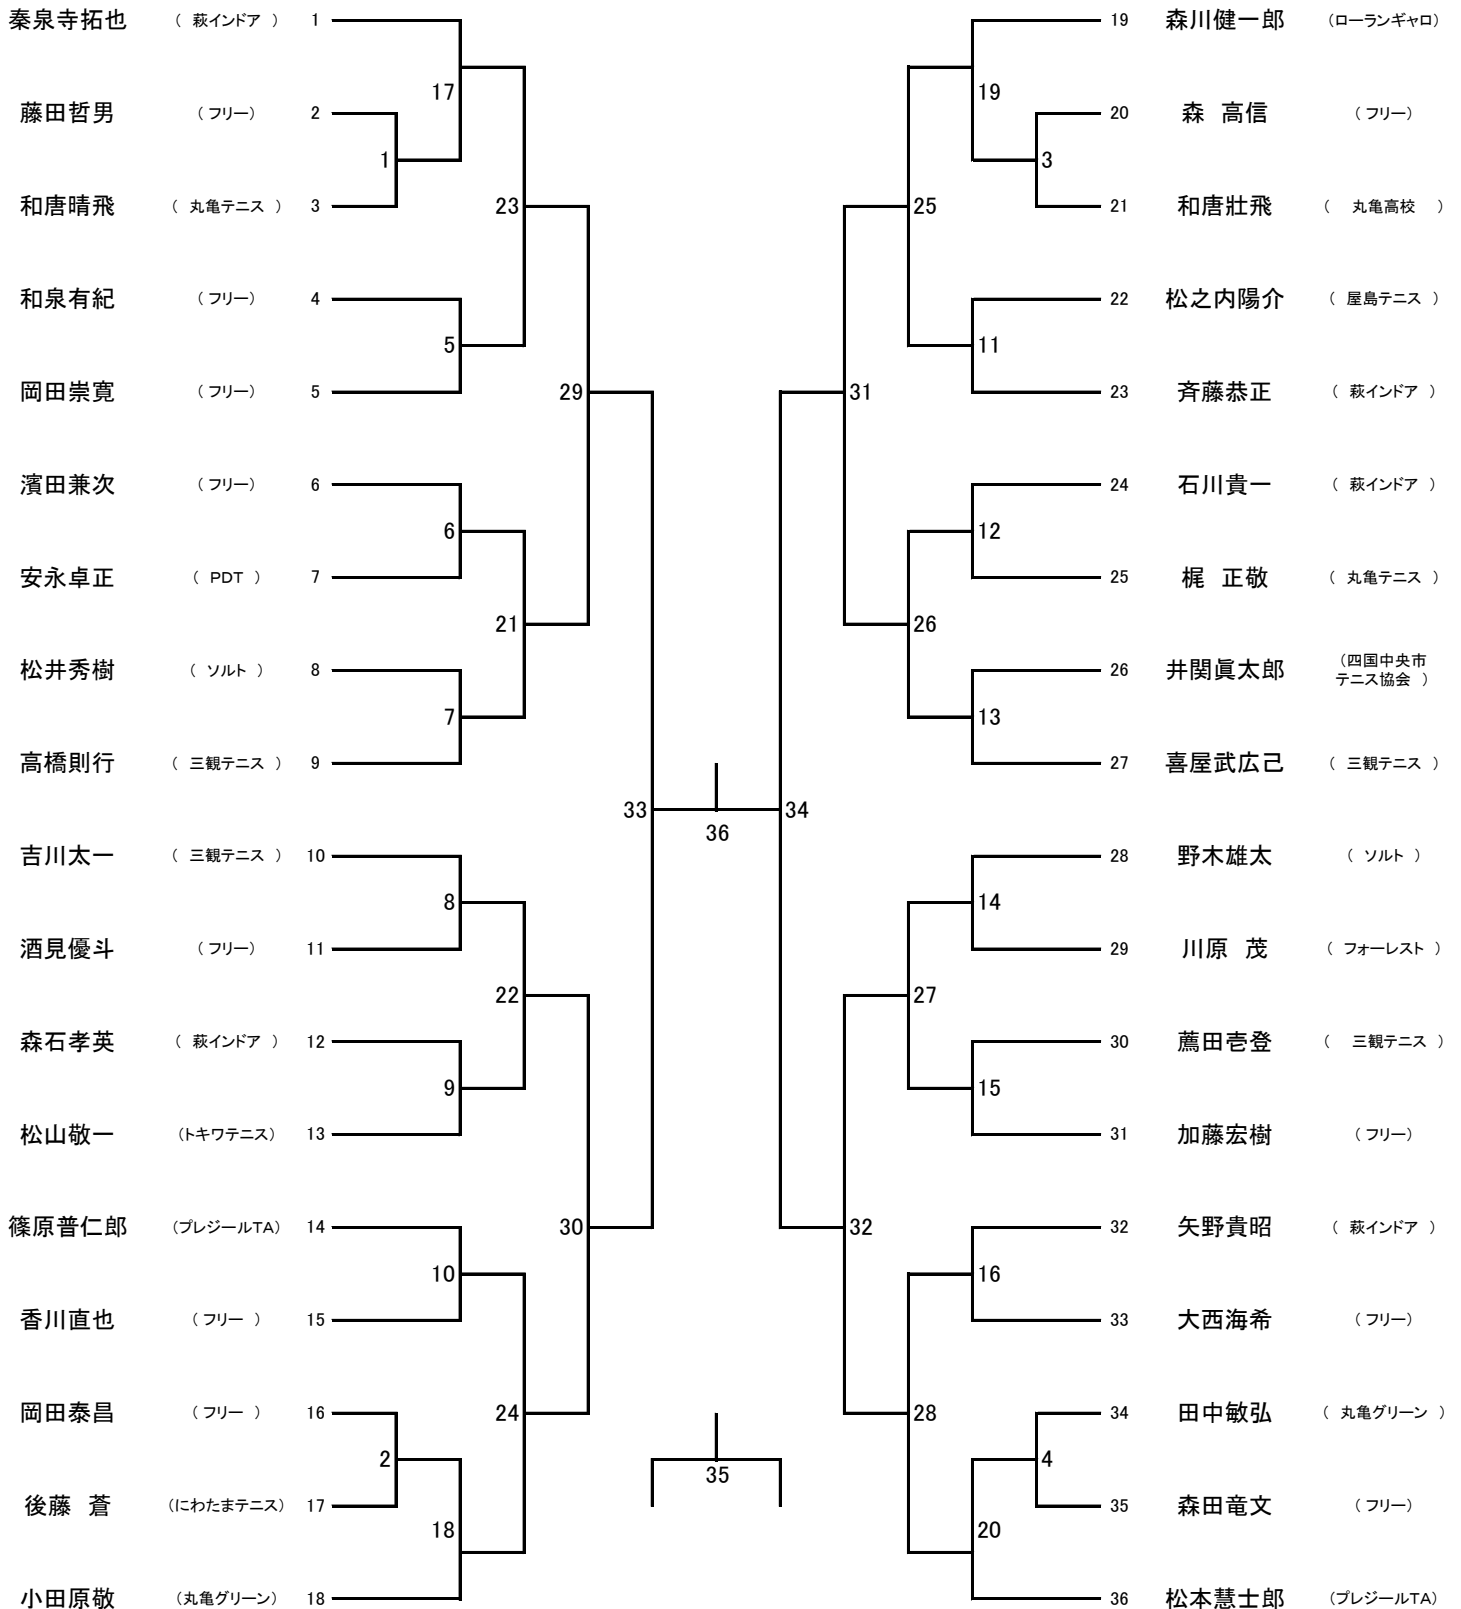 秦泉寺拓也 （ 萩インドア ） 1
藤田哲男 （ フリー） 2
和唐晴飛 （ 丸亀テニス ） 3
和泉有紀 （ フリー） 4
岡田崇寛 （ フリー） 5
濱田兼次 （ フリー） 6
安永卓正 （ PDT ） 7
松井秀樹 （ ソルト ） 8
高橋則行 （ 三観テニス ） 9
吉川太一 （ 三観テニス ） 10
酒見優斗 （ フリー） 11
森石孝英 （ 萩インドア ） 12
松山敬一 （トキワテニス） 13
篠原普仁郎 （プレジールTA） 14
香川直也 （ フリー ） 15
岡田泰昌 （ フリー ） 16
後藤 蒼 （にわたまテニス） 17
小田原敬 （丸亀グリーン） 18
1
2
17
5
6
7
8
9
10
18
23
21
22
24
29
30
33
36
35
34
31
32
25
26
27
28
19
11
12
13
14
15
16
20
3
4
19 森川健一郎 （ローランギャロ）
20 森 高信 （ フリー）
21 和唐壯飛 （ 丸亀高校 ）
22 松之内陽介 （ 屋島テニス ）
23 斉藤恭正 （ 萩インドア ）
24 石川貴一 （ 萩インドア ）
25 梶 正敬 （ 丸亀テニス ）
26 井関眞太郎 （四国中央市
テニス協会 ）
27 喜屋武広己 （ 三観テニス ）
28 野木雄太 （ ソルト ）
29 川原 茂 （ フォーレスト ）
30 薦田壱登 （ 三観テニス ）
31 加藤宏樹 （ フリー）
32 矢野貴昭 （ 萩インドア ）
33 大西海希 （ フリー）
34 田中敏弘 （ 丸亀グリーン ）
35 森田竜文 （ フリー）
36 松本慧士郎 （プレジールTA）